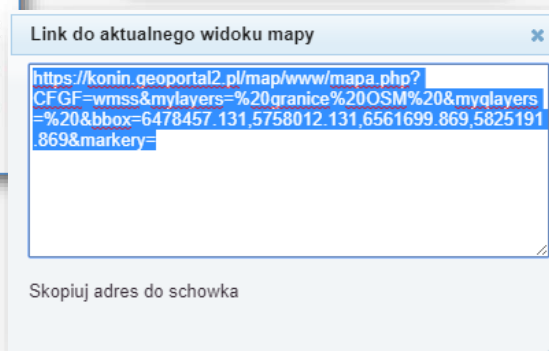 Link do aktualnego widoku mapy
https://konin.geoportal2.pl/map/www/mapa.php?
CFGF=wmss&mylayers=%20granice%20OSM%20&myglayers
=%20&bbox=6478457.131,5758012.131,6561699.869,5825191
.869&markery=
Skopiuj adres do schowka